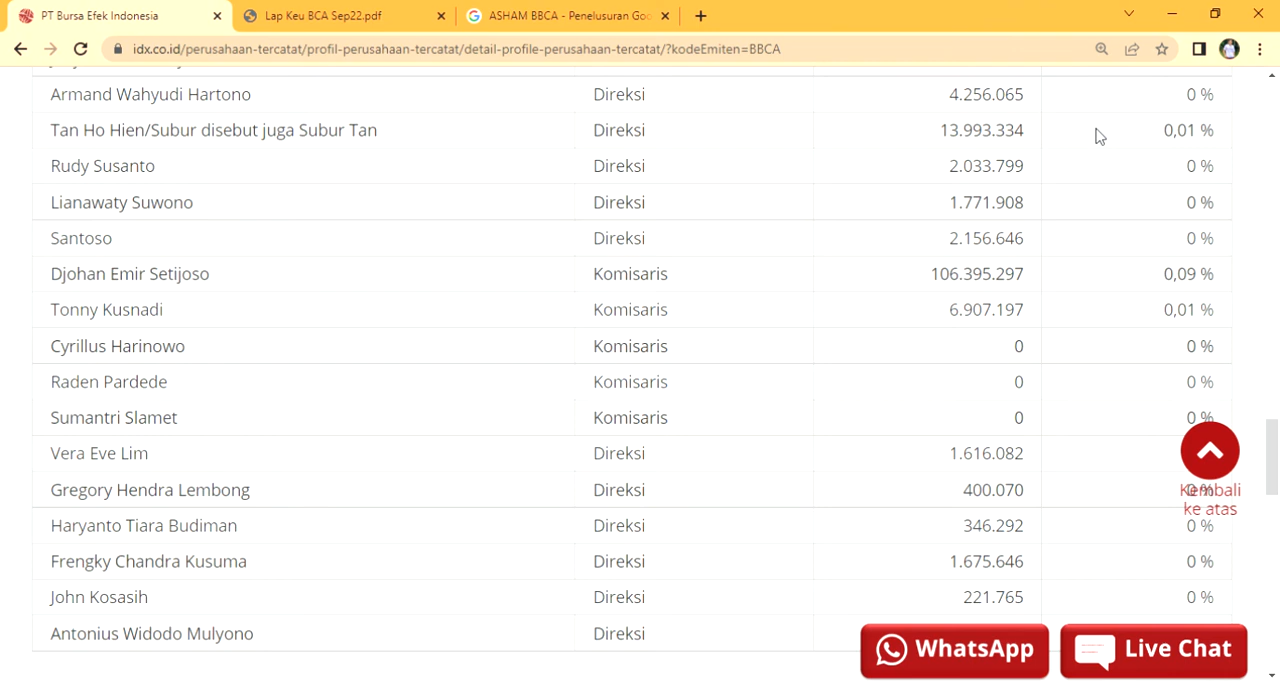 PT Bursa Efek Indonesia
Lap Keu BCA Sep22.pdf
ASHAM BBCA - Penelusuran Goo
idx.co.id/perusahaan-tercatat/profil-perusahaan-tercatat/detail-profile-perusahaan-tercatat/?kodeEmiten=BBCA
Armand Wahyudi Hartono Direksi 4.256.065 0 %
Tan Ho Hien/Subur disebut juga Subur Tan Direksi 13.993.334 0,01 %
Rudy Susanto Direksi 2.033.799 0 %
Lianawaty Suwono Direksi 1.771.908 0 %
Santoso Direksi 2.156.646 0 %
Djohan Emir Setijoso Komisaris 106.395.297 0,09 %
Tonny Kusnadi Komisaris 6.907.197 0,01 %
Cyrillus Harinowo Komisaris 0 0 %
Raden Pardede Komisaris 0 0 %
Sumantri Slamet Komisaris 0 0 %
Vera Eve Lim Direksi 1.616.082
Gregory Hendra Lembong Direksi 400.070 0 %
Kembali
ke atas
Haryanto Tiara Budiman Direksi 346.292 0 %
Frengky Chandra Kusuma Direksi 1.675.646 0 %
John Kosasih Direksi 221.765 0 %
Antonius Widodo Mulyono Direksi
WhatsApp
Live Chat